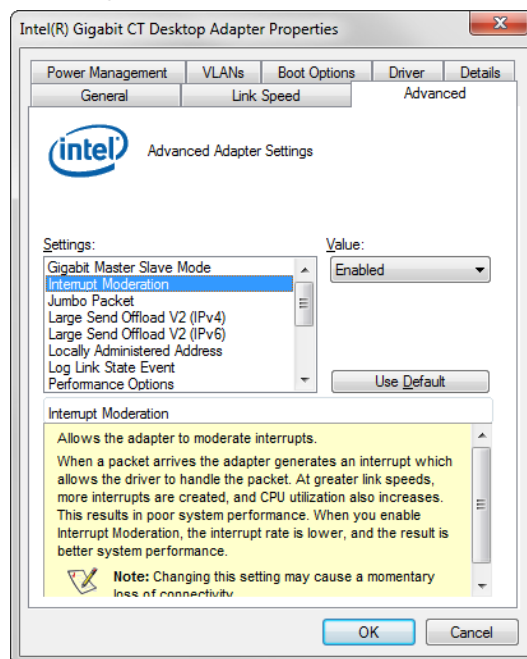 Intel(R) Gigabit CT Desktop Adapter Properties
Power Management VLANs Boot Options Driver Details
General Link Speed Advanced
intel Advanced Adapter Settings
Settings: Value:
Gigabit Master Slave Mode Enabled
Interrupt Moderation
Jumbo Packet
Large Send Offload V2 (IPv4)
Large Send Offload V2 (IPv6)
Locally Administered Address
Log Link State Event
Performance Options Use Default
Interrupt Moderation
Allows the adapter to moderate interrupts.
When a packet arrives the adapter generates an interrupt which
allows the driver to handle the packet. At greater link speeds,
more interrupts are created, and CPU utilization also increases.
This results in poor system performance. When you enable
Interrupt Moderation, the interrupt rate is lower, and the result is
better system performance.
Note: Changing this setting may cause a momentary
loss of connectivity
OK Cancel